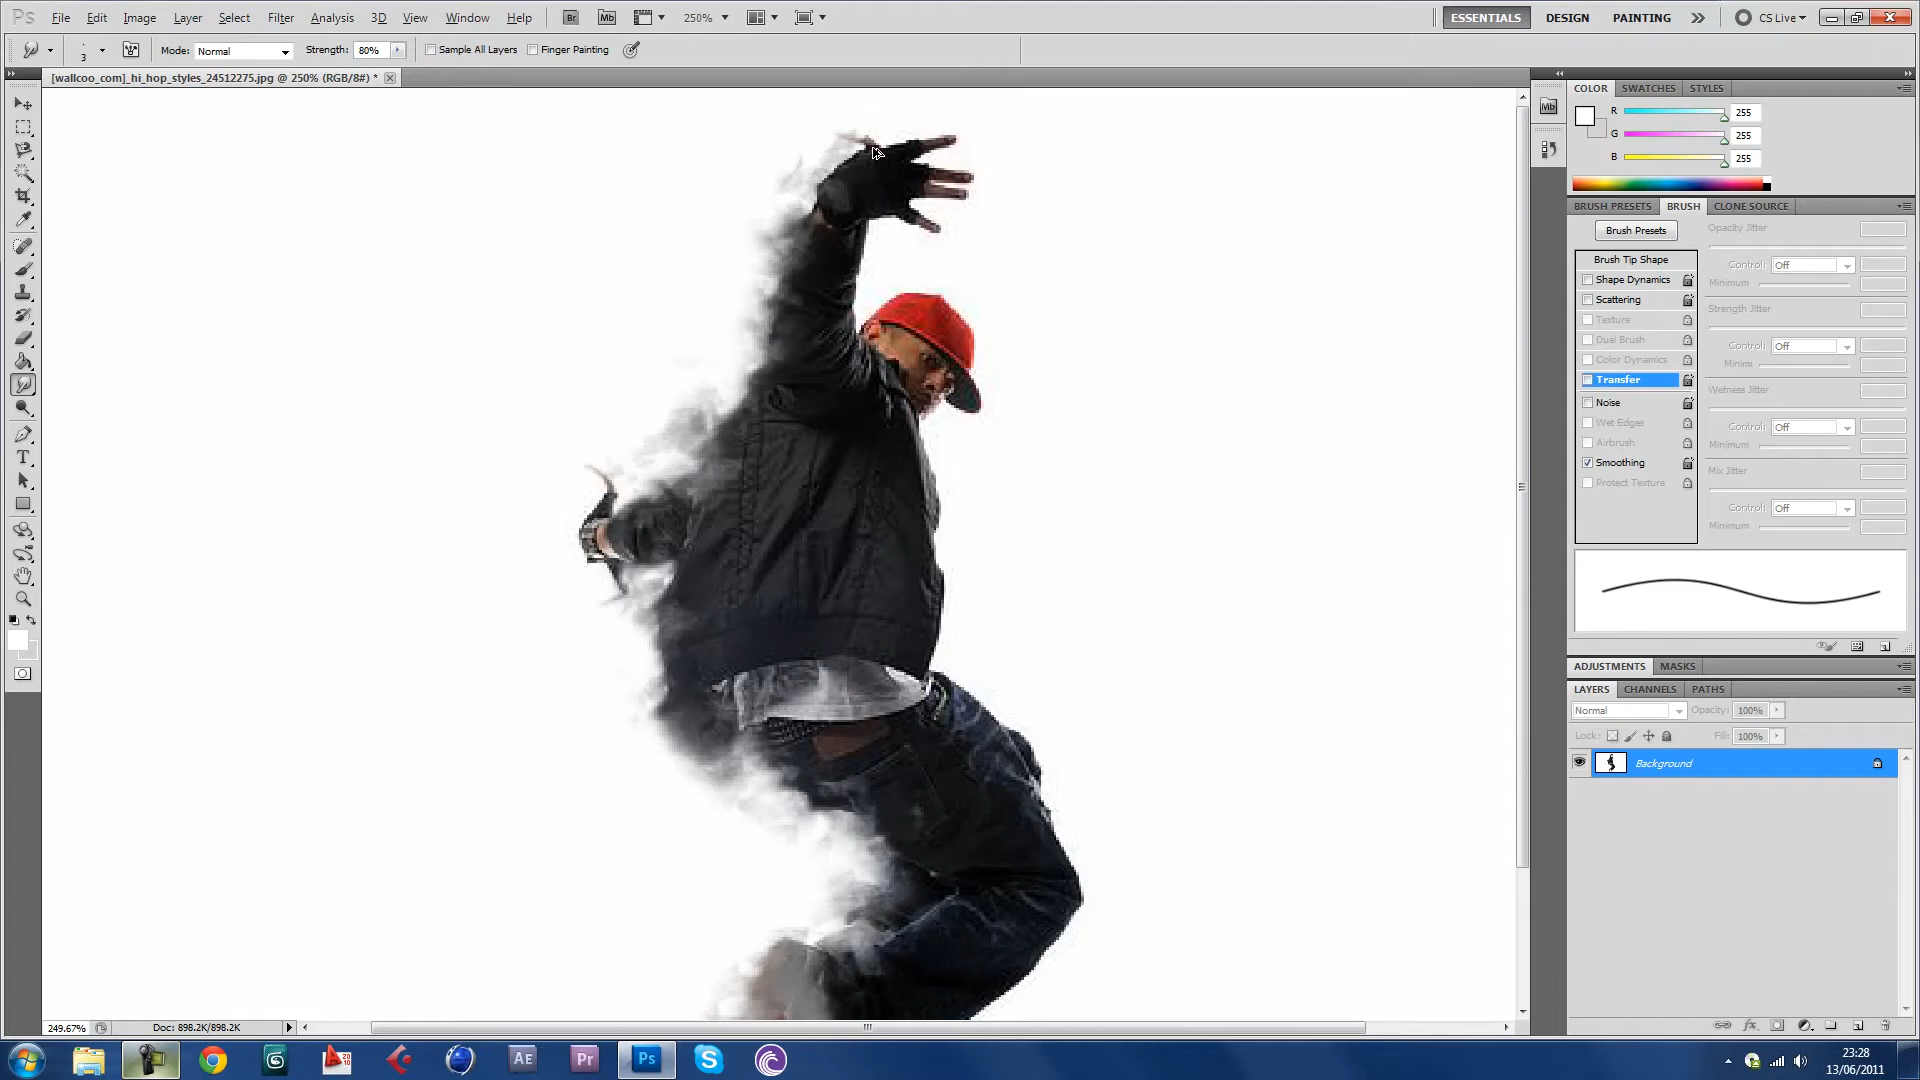 Ps File Edit Image Layer Select Filter Analysis 3D View Window Help Br Mb 250% ESSENTIALS DESIGN PAINTING CS Live
3 Mode: Normal Strength: 80% Sample All Layers Finger Painting
[wallcoo_com]_hi_hop_styles_24512275.jpg @ 250% (RGB/8#) *
COLOR SWATCHES STYLES
Mb
R 255
G 255
B 255
BRUSH PRESETS BRUSH CLONE SOURCE
Brush Presets
Opacity Jitter
Brush Tip Shape
Control: Off
Shape Dynamics
Minimum
Scattering
Strength Jitter
Texture
Dual Brush
Control: Off
Color Dynamics
Minimum
Transfer
Wetness Jitter
Noise
Wet Edges
Control: Off
Airbrush
Minimum
Smoothing
Mix Jitter
Protect Texture
Control: Off
Minimum
ADJUSTMENTS MASKS
LAYERS CHANNELS PATHS
Normal Opacity: 100%
Lock: Fill: 100%
Background
T
249.67% Doc: 898.2K/898.2K
AE Pr Ps
23:28
13/06/2011